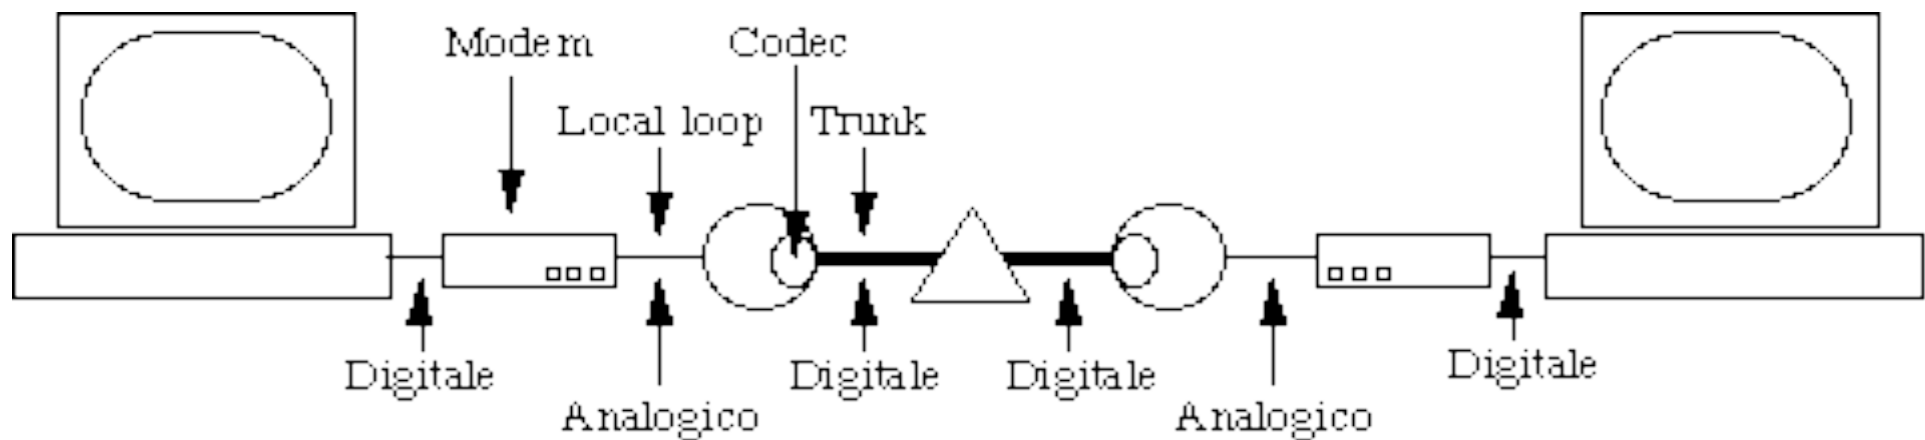 Modem
Codec
Local loop
Trunk
Digitale
Analogico
Digitale
Digitale
Analogico
Digitale